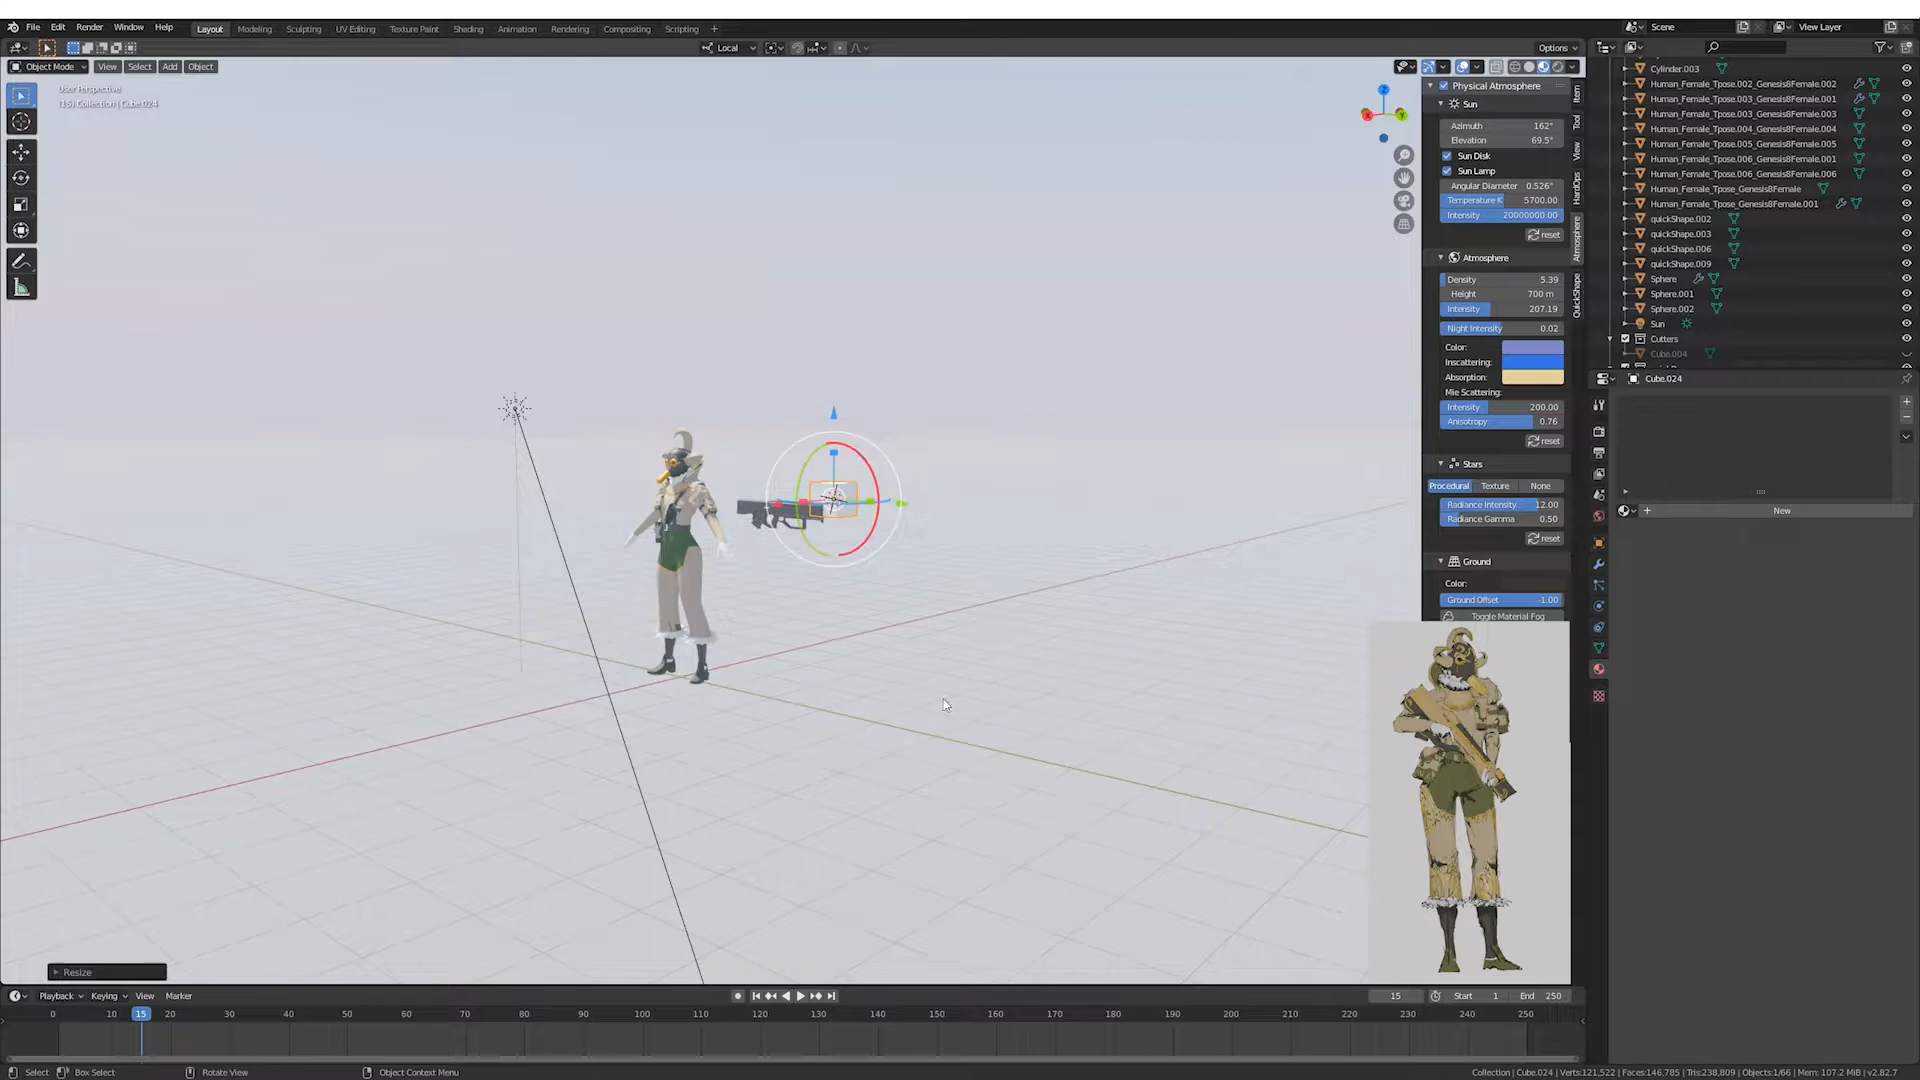 File Edit Render Window Help Layout Modeling Sculpting UV Editing Texture Paint Shading Animation Rendering Compositing Scripting + Scene View Layer
Local Options
Object Mode View Select Add Object
User Perspective
(15) Collection | Cube.024
Physical Atmosphere
Sun
Azimuth 162°
Elevation 69.5°
Sun Disk
Sun Lamp
Angular Diameter 0.526°
Temperature K 5700.00
Intensity 20000000.00
reset
Atmosphere
Density 5.39
Height 700 m
Intensity 207.19
Night Intensity 0.02
Color:
Inscattering:
Absorption:
Mie Scattering:
Intensity 200.00
Anisotropy 0.76
reset
Stars
Procedural Texture None
Radiance Intensity 12.00
Radiance Gamma 0.50
reset
Ground
Color:
Ground Offset -1.00
Toggle Material Fog
Item
Tool
View
HardOps
Atmosphere
QuickShape
Cylinder.003
Human_Female_Tpose.002_Genesis8Female.002
Human_Female_Tpose.003_Genesis8Female.001
Human_Female_Tpose.003_Genesis8Female.003
Human_Female_Tpose.004_Genesis8Female.004
Human_Female_Tpose.005_Genesis8Female.005
Human_Female_Tpose.006_Genesis8Female.001
Human_Female_Tpose.006_Genesis8Female.006
Human_Female_Tpose_Genesis8Female
Human_Female_Tpose_Genesis8Female.001
quickShape.002
quickShape.003
quickShape.006
quickShape.009
Sphere
Sphere.001
Sphere.002
Sun
Cutters
Cube.004
Cube.024
New
Z
Y
X
Resize
Playback Keying View Marker 15 Start 1 End 250
0 10 15 20 30 40 50 60 70 80 90 100 110 120 130 140 150 160 170 180 190 200 210 220 230 240 250
Select Box Select Rotate View Object Context Menu Collection | Cube.024 | Verts:121,522 | Faces:146,785 | Tris:238,809 | Objects:1/66 | Mem: 107.2 MiB | v2.82.7